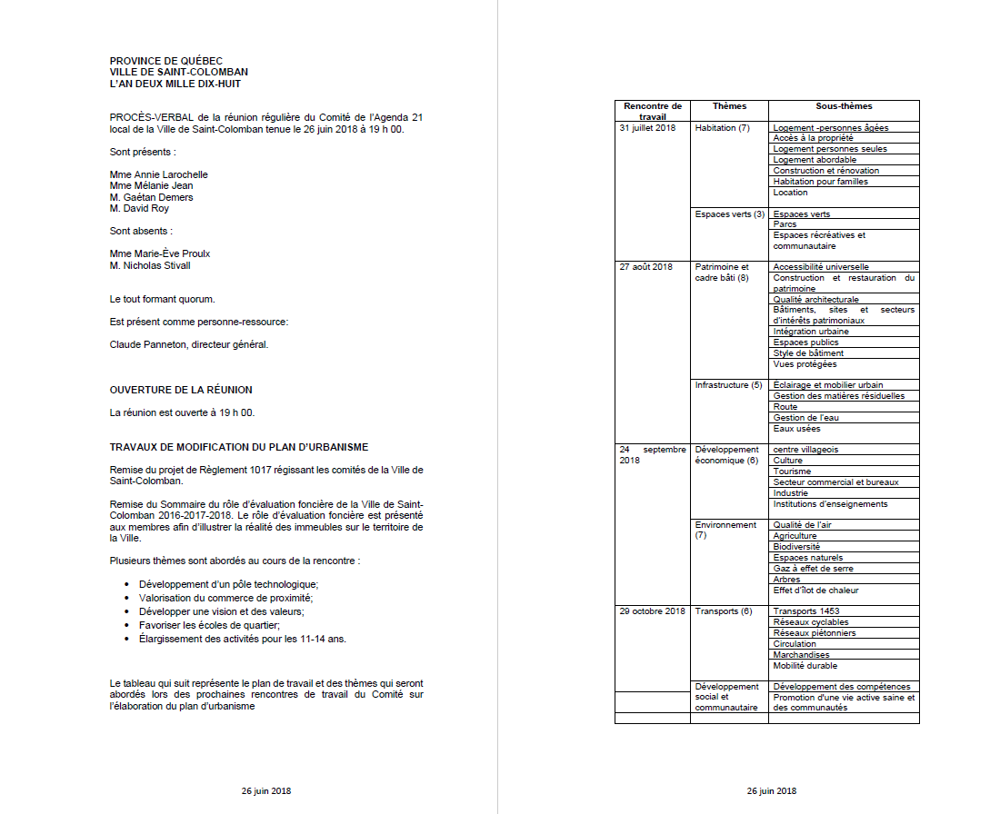 PROVINCE DE QUÉBEC
VILLE DE SAINT-COLOMBAN
L'AN DEUX MILLE DIX-HUIT
PROCÈS-VERBAL de la réunion régulière du Comité de l'Agenda 21
local de la Ville de Saint-Colomban tenue le 26 juin 2018 à 19 h 00.
Sont présents :
Mme Annie Larochelle
Mme Mélanie Jean
M. Gaétan Demers
M. David Roy
Sont absents :
Mme Marie-Ève Proulx
M. Nicholas Stivall
Le tout formant quorum.
Est présent comme personne-ressource:
Claude Panneton, directeur général.
OUVERTURE DE LA RÉUNION
La réunion est ouverte à 19 h 00.
TRAVAUX DE MODIFICATION DU PLAN D'URBANISME
Remise du projet de Règlement 1017 régissant les comités de la Ville de
Saint-Colomban.
Remise du Sommaire du rôle d'évaluation foncière de la Ville de Saint-
Colomban 2016-2017-2018. Le rôle d'évaluation foncière est présenté
aux membres afin d'illustrer la réalité des immeubles sur le territoire de
la Ville.
Plusieurs thèmes sont abordés au cours de la rencontre :
• Développement d'un pôle technologique;
• Valorisation du commerce de proximité;
• Développer une vision et des valeurs;
• Favoriser les écoles de quartier;
• Élargissement des activités pour les 11-14 ans.
Le tableau qui suit représente le plan de travail et des thèmes qui seront
abordés lors des prochaines rencontres de travail du Comité sur
l'élaboration du plan d'urbanisme
26 juin 2018
Rencontre de travail Thèmes Sous-thèmes
31 juillet 2018 Habitation (7) Logement -personnes âgées
Accès à la propriété
Logement personnes seules
Logement abordable
Construction et rénovation
Habitation pour familles
Location
Espaces verts (3) Espaces verts
Parcs
Espaces récréatives et
communautaire
27 août 2018 Patrimoine et cadre bâti (8) Accessibilité universelle
Construction et restauration du
patrimoine
Qualité architecturale
Bâtiments, sites et secteurs
d'intérêts patrimoniaux
Intégration urbaine
Espaces publics
Style de bâtiment
Vues protégées
Infrastructure (5) Éclairage et mobilier urbain
Gestion des matières résiduelles
Route
Gestion de l'eau
Eaux usées
24 septembre 2018 Développement économique (6) centre villageois
Culture
Tourisme
Secteur commercial et bureaux
Industrie
Institutions d'enseignements
Environnement (7) Qualité de l'air
Agriculture
Biodiversité
Espaces naturels
Gaz à effet de serre
Arbres
Effet d'îlot de chaleur
29 octobre 2018 Transports (6) Transports 1453
Réseaux cyclables
Réseaux piétonniers
Circulation
Marchandises
Mobilité durable
Développement social et communautaire Développement des compétences
Promotion d'une vie active saine et
des communautés
26 juin 2018